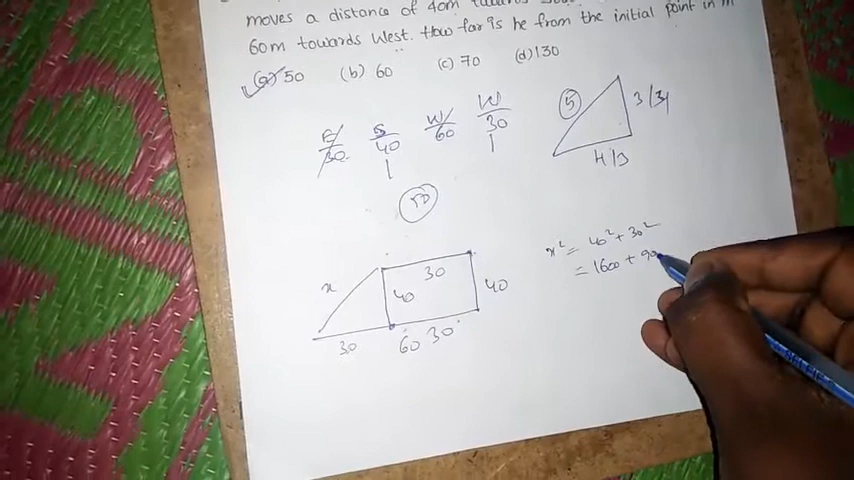 moves a distance of 40m towards
60m towards West. How far is he from the initial point in m
(a) 50 (b) 60 (c) 70 (d) 130
E/30 S/40 W/60 W/30
1 1
50
5 3/3
4/3
x² = 40² + 30²
= 1600 + 90
x 30 40 40
30 60 30